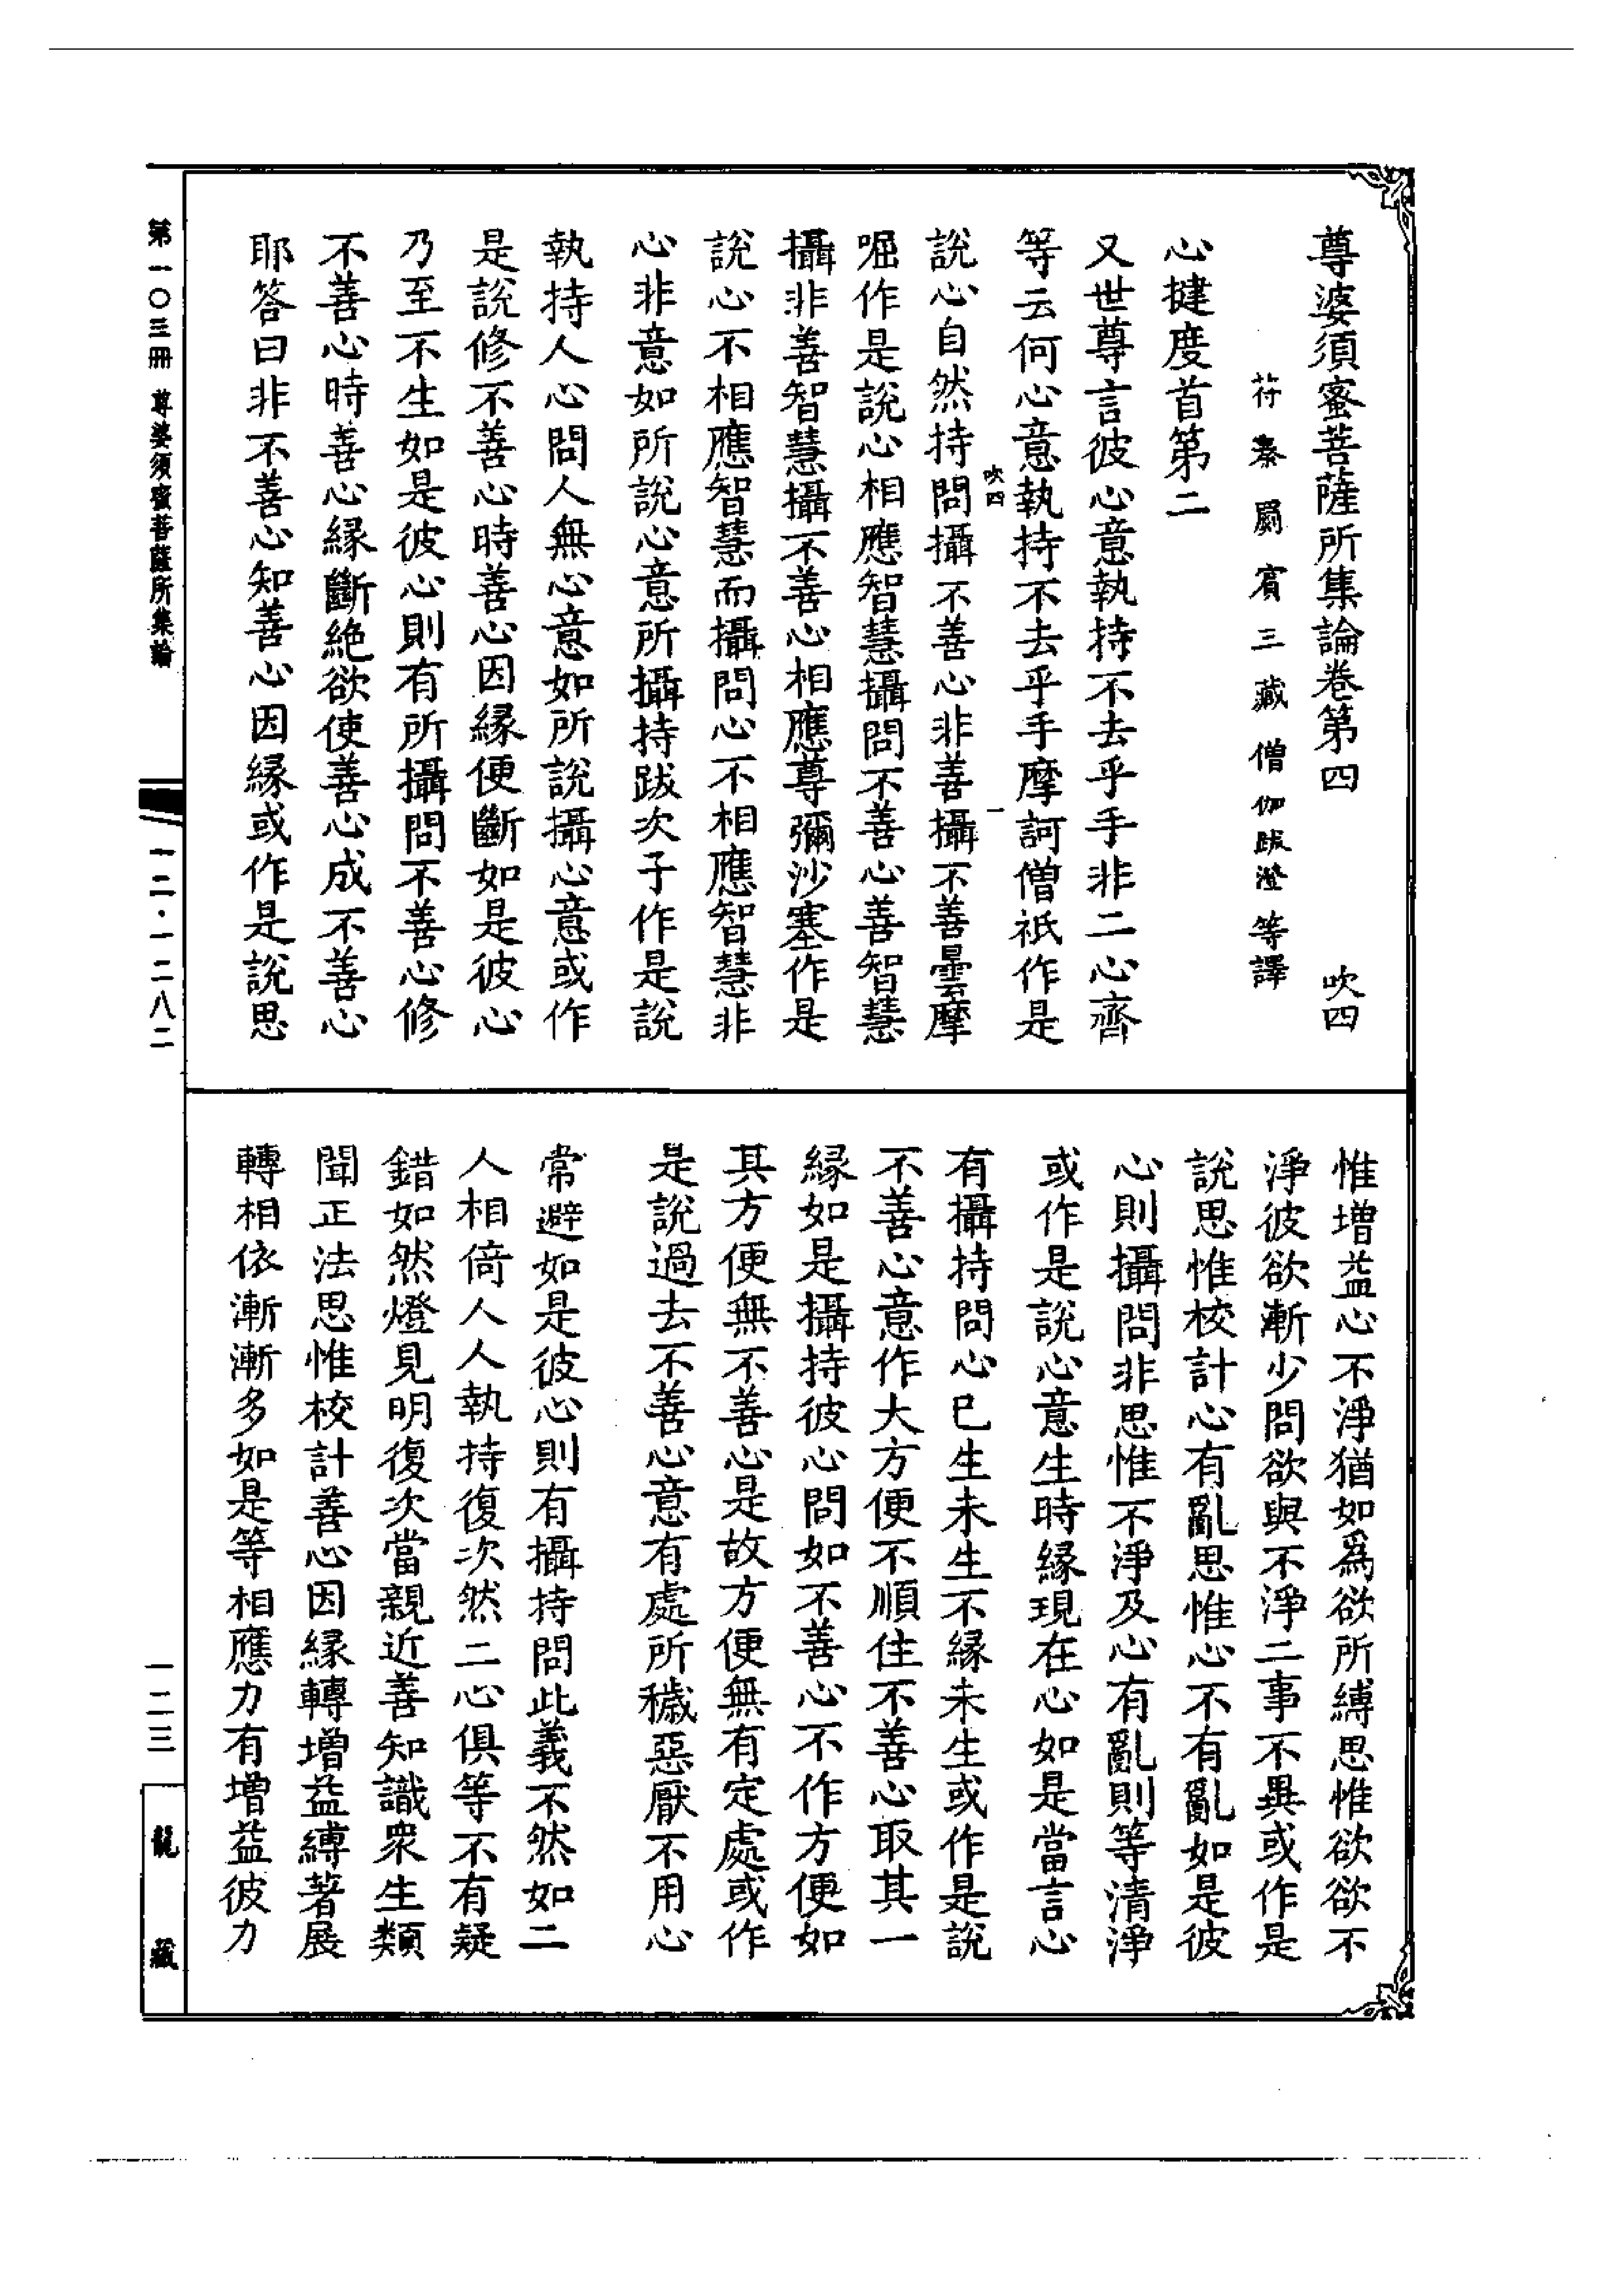 尊婆須蜜菩薩所集論卷第四　吹四
苻秦罽賓三藏僧伽跋澄等譯
心揵度首第二
又世尊言彼心意執持不去乎手非二心齊
等云何心意執持不去乎手摩訶僧祇作是
吹四　一
說心自然持問攝不善心非善攝不善曇摩
堀作是說心相應智慧攝問不善心善智慧
攝非善智慧攝不善心相應尊彌沙塞作是
說心不相應智慧而攝問心不相應智慧非
心非意如所說心意所攝持跋次子作是說
執持人心問人無心意如所說攝心意或作
是說修不善心時善心因緣便斷如是彼心
乃至不生如是彼心則有所攝問不善心修
不善心時善心緣斷絕欲使善心成不善心
耶答曰非不善心知善心因緣或作是說思
惟增益心不淨猶如爲欲所縛思惟欲欲不
淨彼欲漸少問欲與不淨二事不異或作是
說思惟校計心有亂思惟心不有亂如是彼
心則攝問非思惟不淨及心有亂則等清淨
或作是說心意生時緣現在心如是當言心
有攝持問心已生未生不緣未生或作是說
不善心意作大方便不順住不善心取其一
緣如是攝持彼心問如不善心不作方便如
其方便無不善心是故方便無有定處或作
是說過去不善心意有處所穢惡厭不用心
常避如是彼心則有攝持問此義不然如二
人相倚人人執持復次然二心俱等不有疑
錯如然燈見明復次當親近善知識眾生類
聞正法思惟校計善心因緣轉增益縛著展
轉相依漸漸多如是等相應力有增益彼力
第一〇三冊　尊婆須蜜菩薩所集論
一二·一二八二
一二三
龍藏